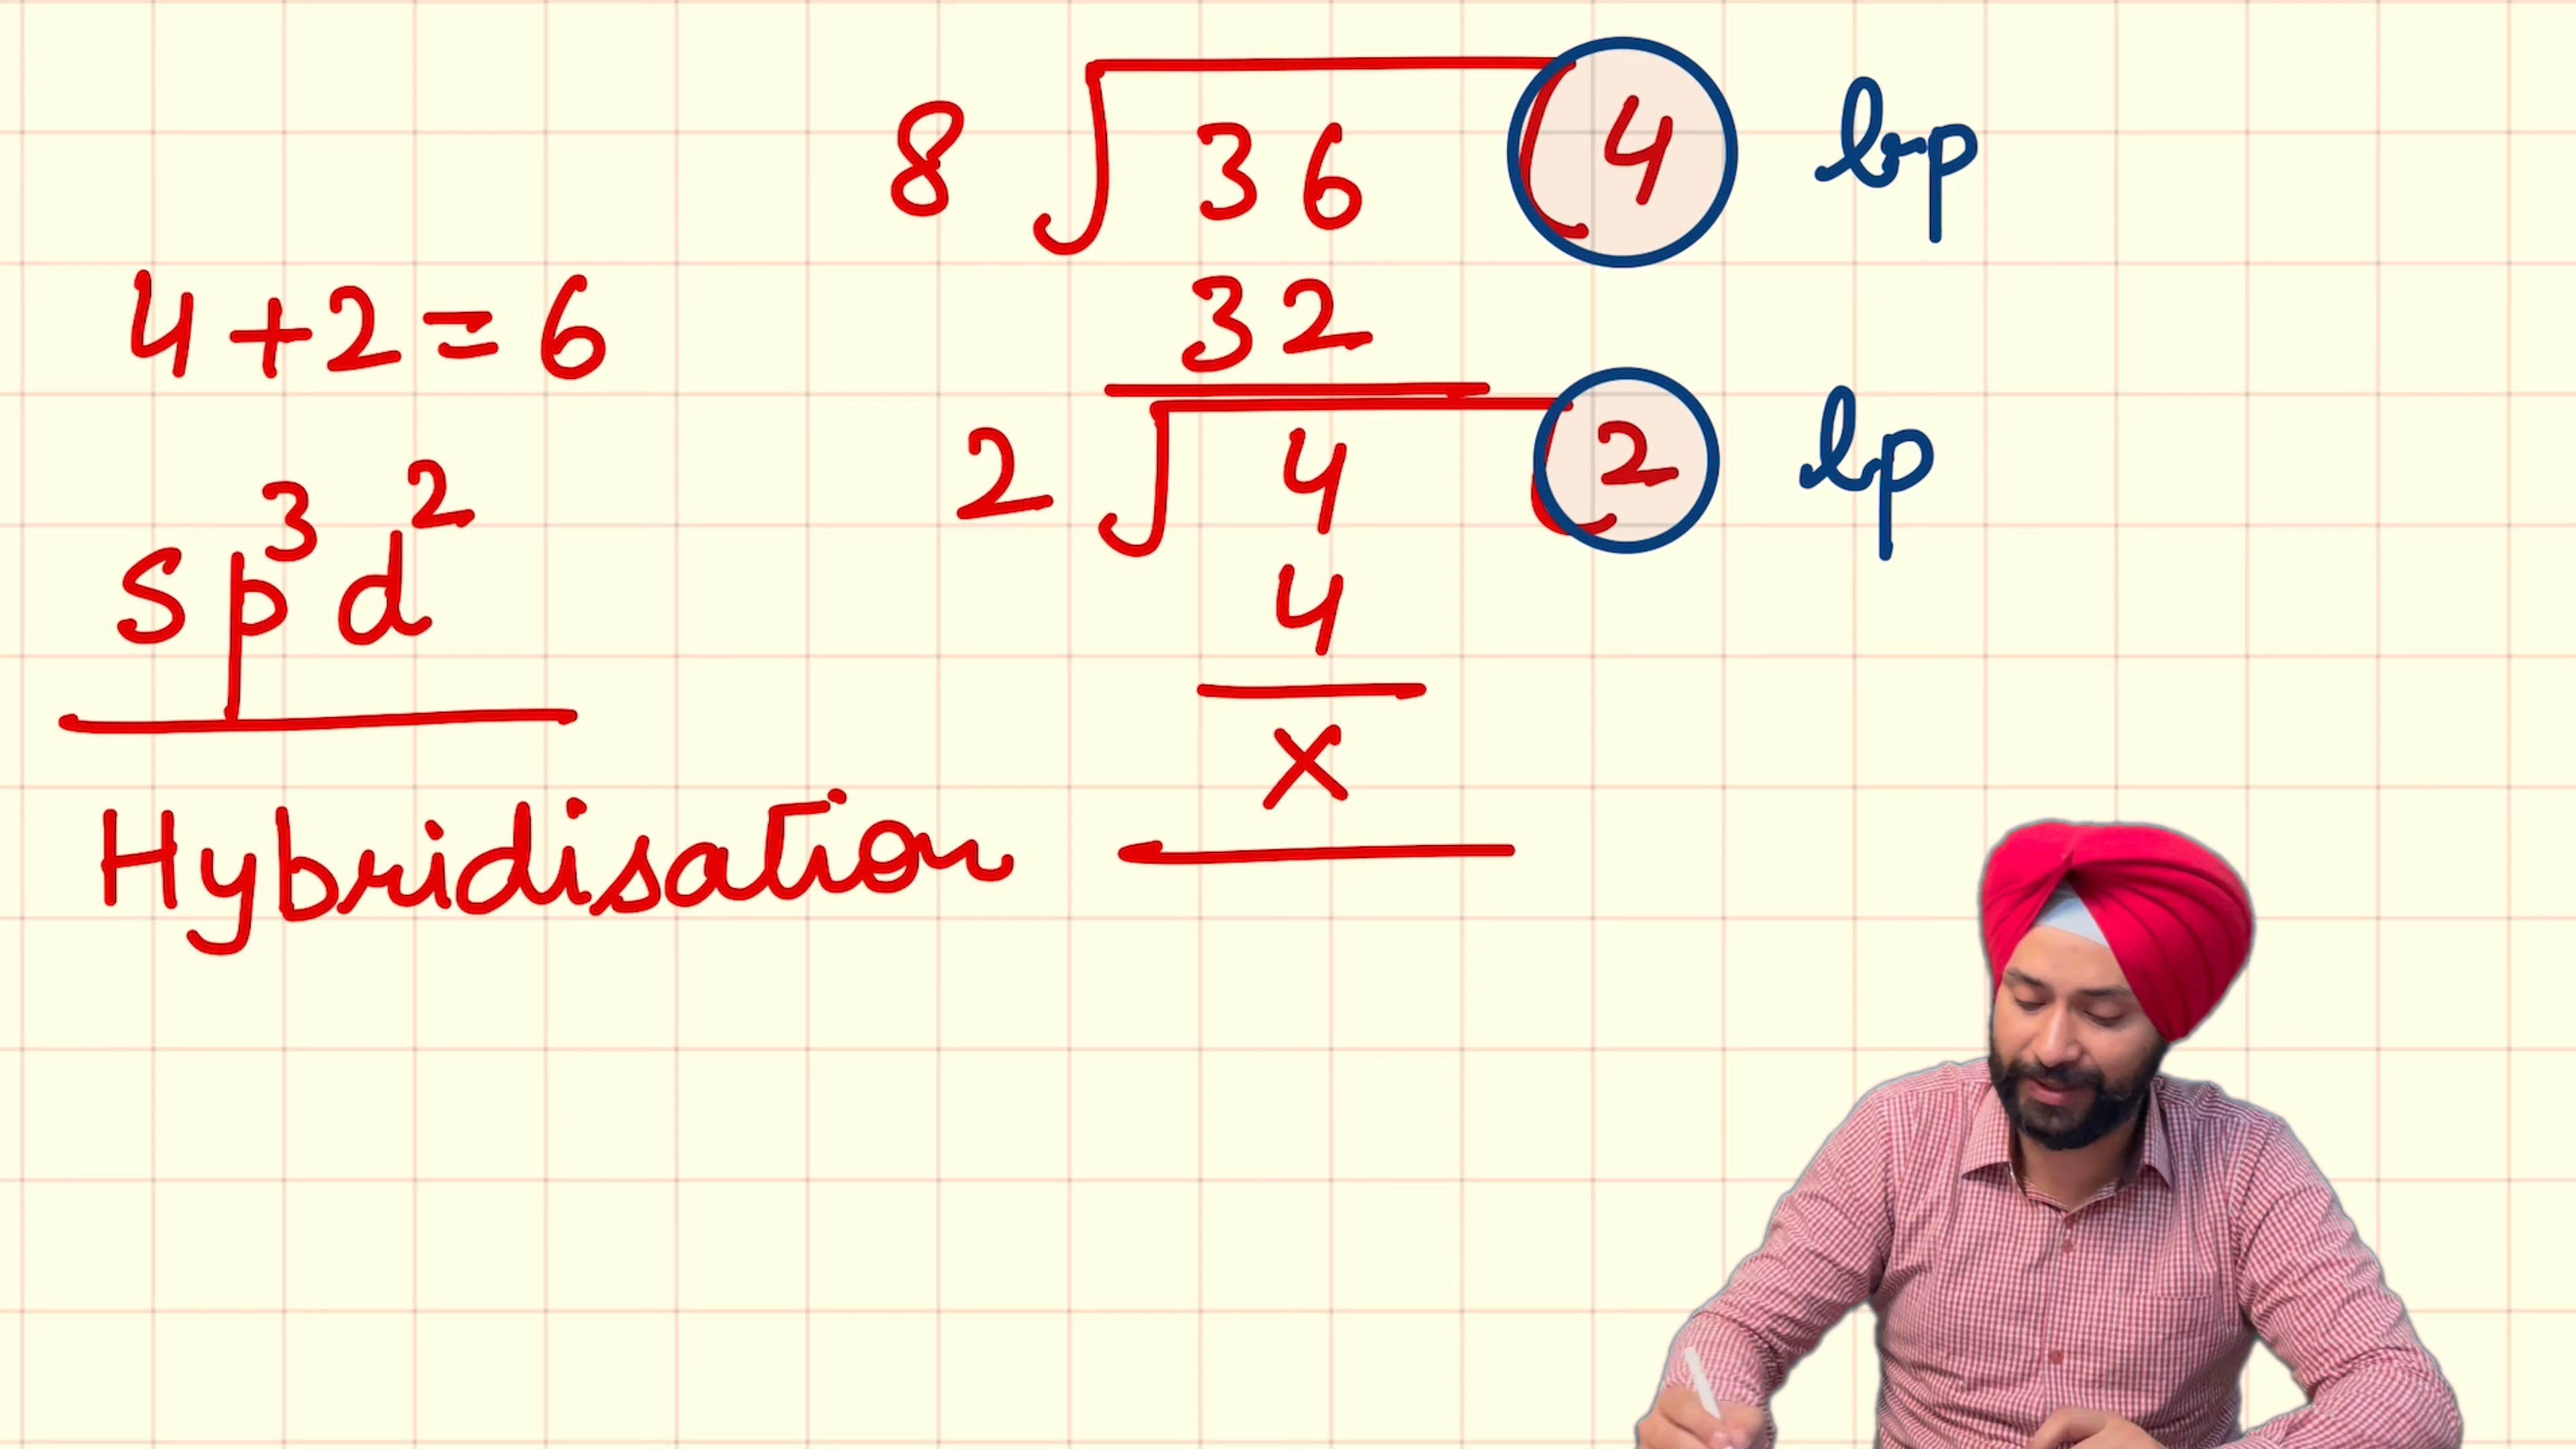 4 + 2 = 6
sp³d²
Hybridisation
8 36 4 bp
32
2 4 2 lp
4
x